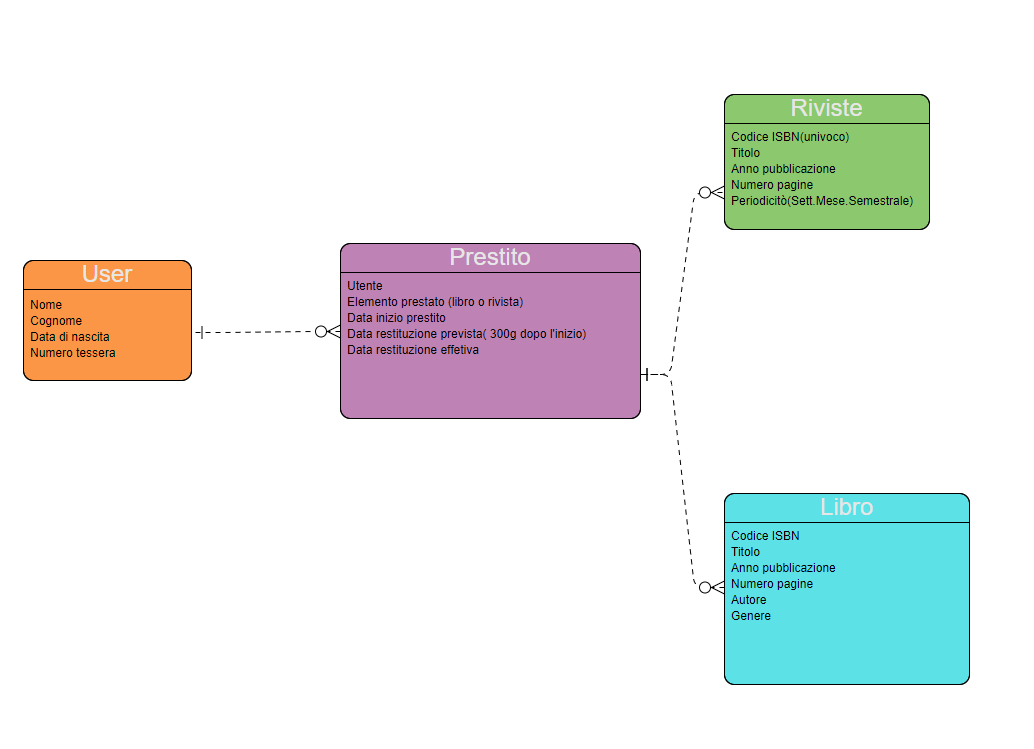 User
Nome
Cognome
Data di nascita
Numero tessera
Prestito
Utente
Elemento prestato (libro o rivista)
Data inizio prestito
Data restituzione prevista( 300g dopo l'inizio)
Data restituzione effetiva
Riviste
Codice ISBN(univoco)
Titolo
Anno pubblicazione
Numero pagine
Periodicitò(Sett.Mese.Semestrale)
Libro
Codice ISBN
Titolo
Anno pubblicazione
Numero pagine
Autore
Genere